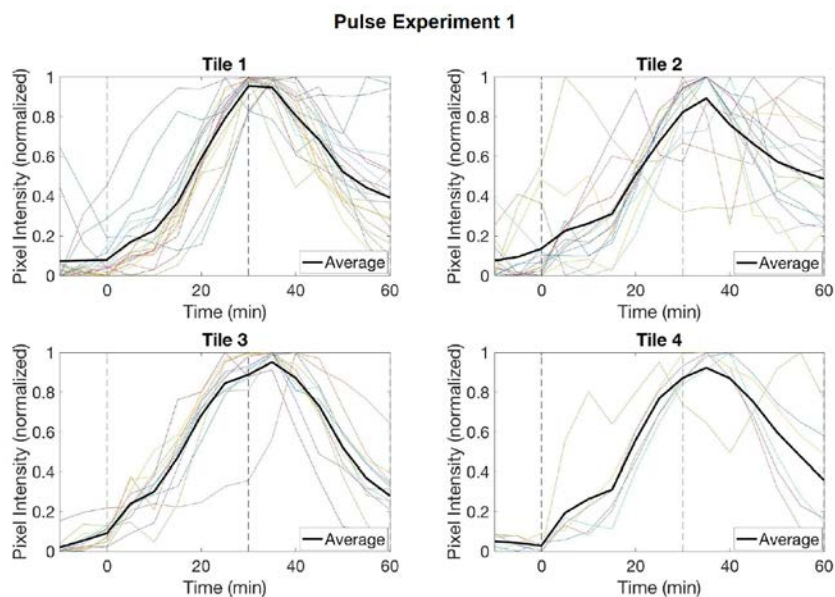 Pulse Experiment 1
Tile 1
Pixel Intensity (normalized)
1
0.8
0.6
0.4
0.2
0
0
20
40
60
Time (min)
Average
Tile 2
Pixel Intensity (normalized)
1
0.8
0.6
0.4
0.2
0
0
20
40
60
Time (min)
Average
Tile 3
Pixel Intensity (normalized)
1
0.8
0.6
0.4
0.2
0
0
20
40
60
Time (min)
Average
Tile 4
Pixel Intensity (normalized)
1
0.8
0.6
0.4
0.2
0
0
20
40
60
Time (min)
Average